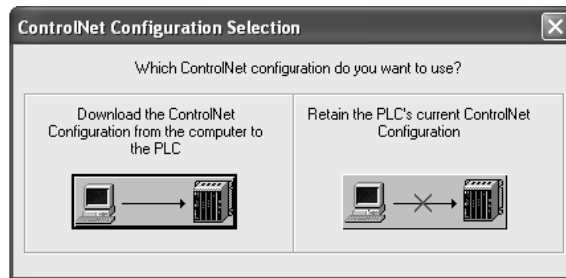 ControlNet Configuration Selection
Which ControlNet configuration do you want to use?
Download the ControlNet
Configuration from the computer to
the PLC
Retain the PLC's current ControlNet
Configuration